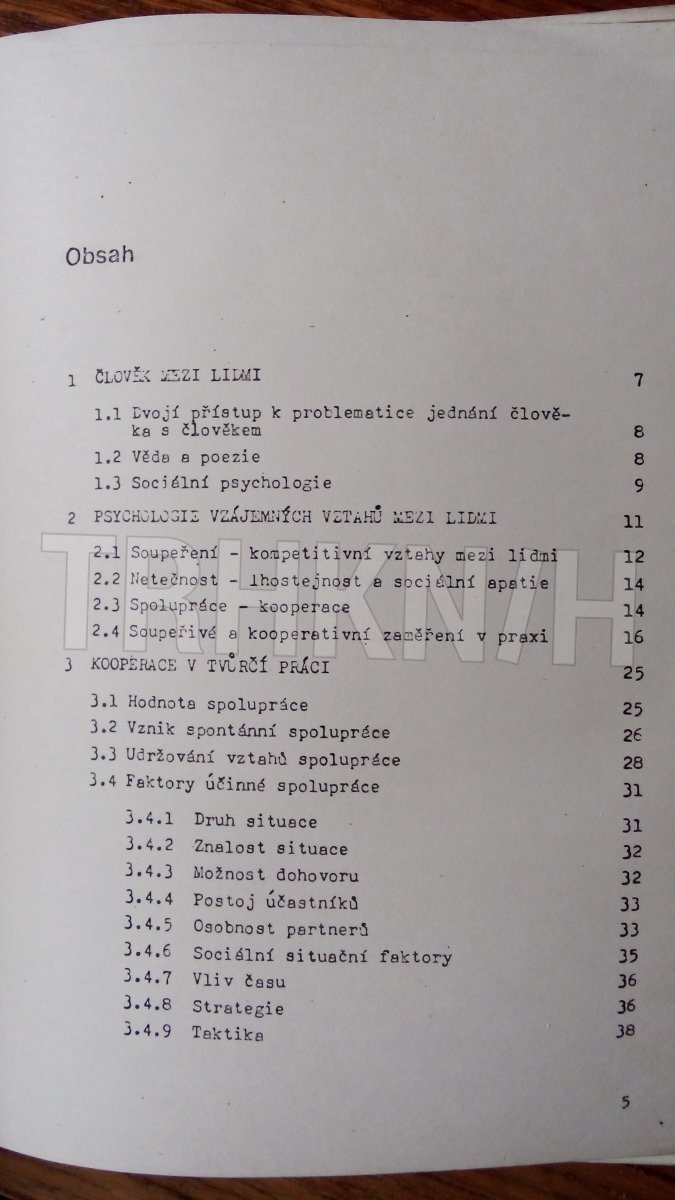 Obsah
1 ČLOVĚK MEZI LIDMI 7
1.1 Dvojí přístup k problematice jednání člově-
ka s člověkem 8
1.2 Věda a poezie 8
1.3 Sociální psychologie 9
2 PSYCHOLOGIE VZÁJEMNÝCH VZTAHŮ MEZI LIDMI 11
2.1 Soupeření - kompetitivní vztahy mezi lidmi 12
2.2 Netečnost - lhostejnost a sociální apatie 14
2.3 Spolupráce - kooperace 14
2.4 Soupeřivé a kooperativní zaměření v praxi 16
TRHKNIH
3 KOOPERACE V TVŮRČÍ PRÁCI 25
3.1 Hodnota spolupráce 25
3.2 Vznik spontánní spolupráce 26
3.3 Udržování vztahů spolupráce 28
3.4 Faktory účinné spolupráce 31
3.4.1 Druh situace 31
3.4.2 Znalost situace 32
3.4.3 Možnost dohovoru 32
3.4.4 Postoj účastníků 33
3.4.5 Osobnost partnerů 33
3.4.6 Sociální situační faktory 35
3.4.7 Vliv času 36
3.4.8 Strategie 36
3.4.9 Taktika 38
5